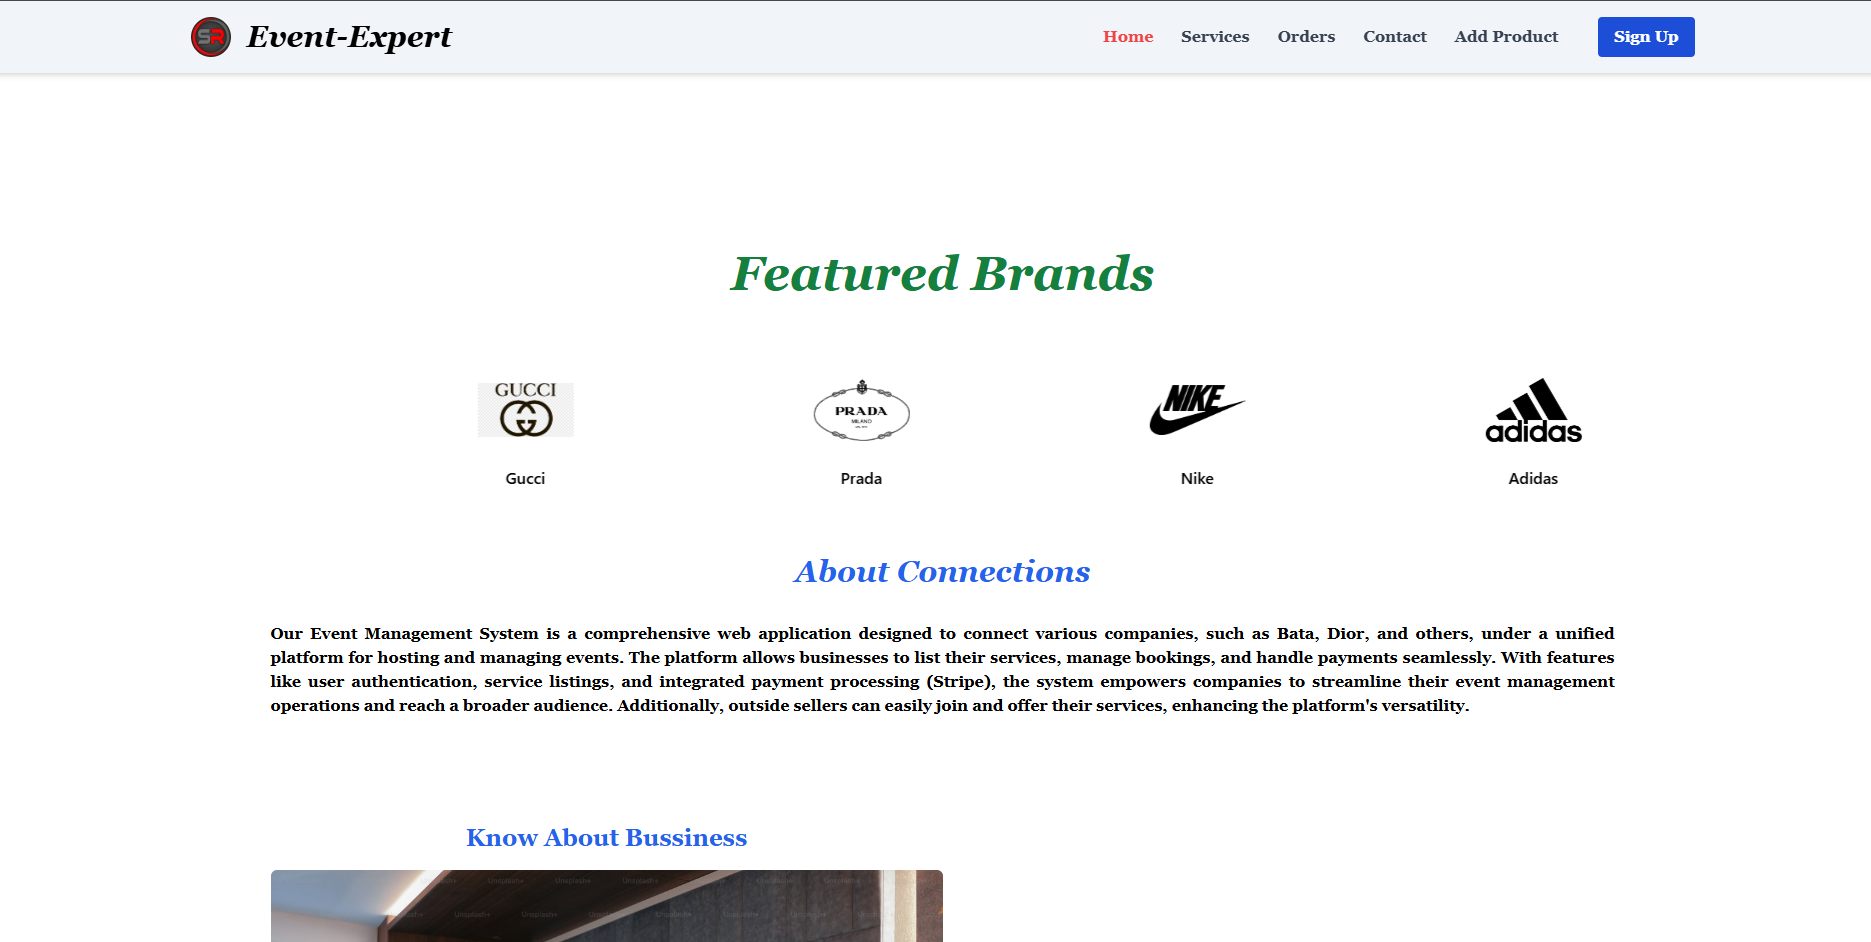 SR Event-Expert Home Services Orders Contact Add Product Sign Up
Featured Brands
GUCCI
PRADA
MILANO
NIKE
adidas
Gucci Prada Nike Adidas
About Connections
Our Event Management System is a comprehensive web application designed to connect various companies, such as Bata, Dior, and others, under a unified
platform for hosting and managing events. The platform allows businesses to list their services, manage bookings, and handle payments seamlessly. With features
like user authentication, service listings, and integrated payment processing (Stripe), the system empowers companies to streamline their event management
operations and reach a broader audience. Additionally, outside sellers can easily join and offer their services, enhancing the platform's versatility.
Know About Bussiness
Unsplash+ Unsplash+ Unsplash+
Unsplash+ Unsplash+